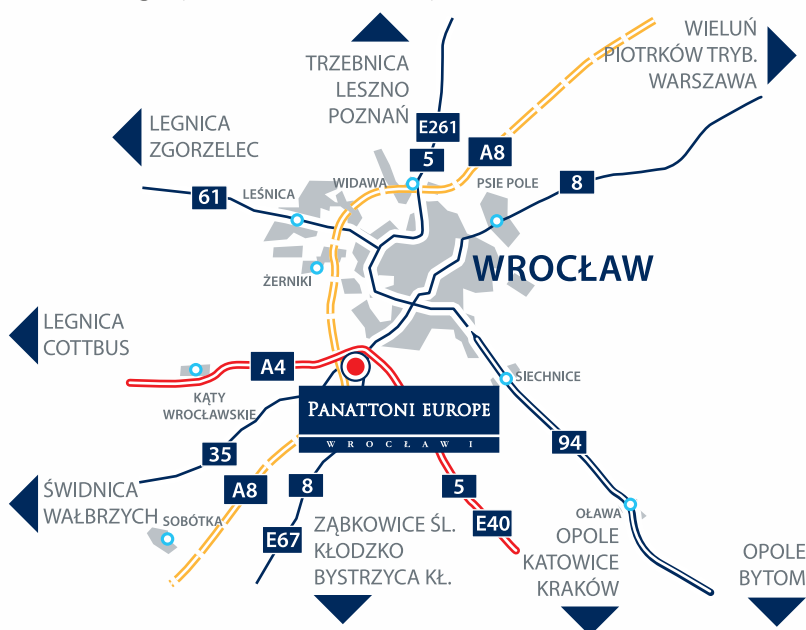 WIELUŃ
PIOTRKÓW TRYB.
WARSZAWA
TRZEBNICA
LESZNO
POZNAŃ
LEGNICA
ZGORZELEC
E261
5
A8
WIDAWA
PSIE POLE
8
61
LEŚNICA
WROCŁAW
ŻERNIKI
LEGNICA
COTTBUS
A4
SIECHNICE
KĄTY
WROCŁAWSKIE
PANATTONI EUROPE
WROCŁAW I
35
94
ŚWIDNICA
WAŁBRZYCH
A8
8
5
SOBÓTKA
E67
ZĄBKOWICE ŚL.
KŁODZKO
BYSTRZYCA KŁ.
E40
OŁAWA
OPOLE
KATOWICE
KRAKÓW
OPOLE
BYTOM